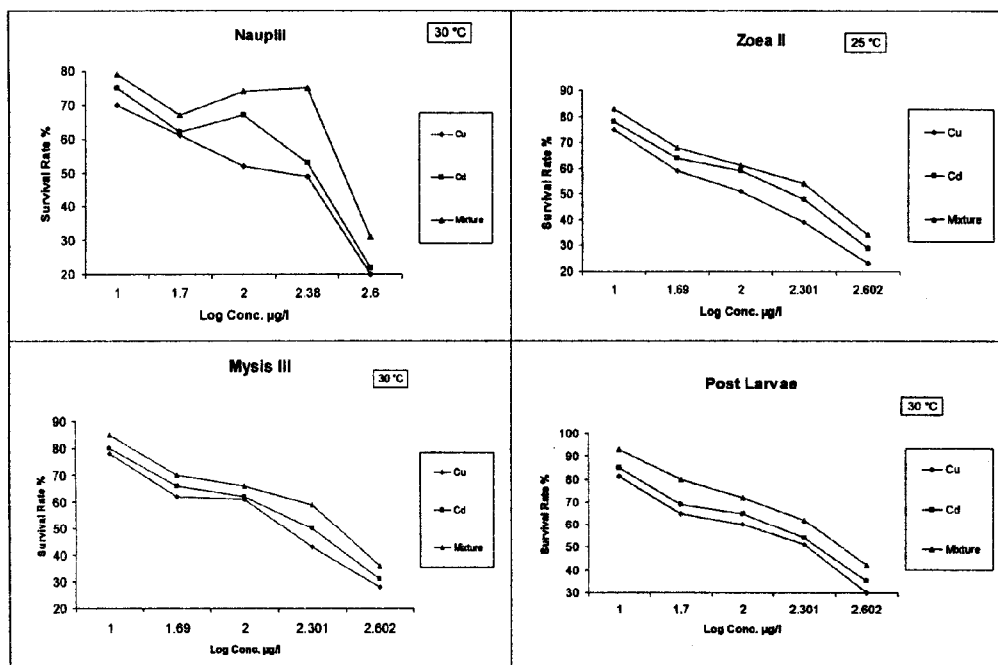 Nauplii
30 °C
Survival Rate %
80
70
60
50
40
30
20
1 1.7 2 2.38 2.6
Log Conc. µg/l
Cu
Cd
Mixture
Zoea II
25 °C
Survival Rate %
90
80
70
60
50
40
30
20
1 1.69 2 2.301 2.602
Log Conc. µg/l
Cu
Cd
Mixture
Mysis III
30 °C
Survival Rate %
90
80
70
60
50
40
30
20
1 1.69 2 2.301 2.602
Log Conc. µg/l
Cu
Cd
Mixture
Post Larvae
30 °C
Survival Rate %
100
90
80
70
60
50
40
30
1 1.7 2 2.301 2.602
Log Conc. µg/l
Cu
Cd
Mixture